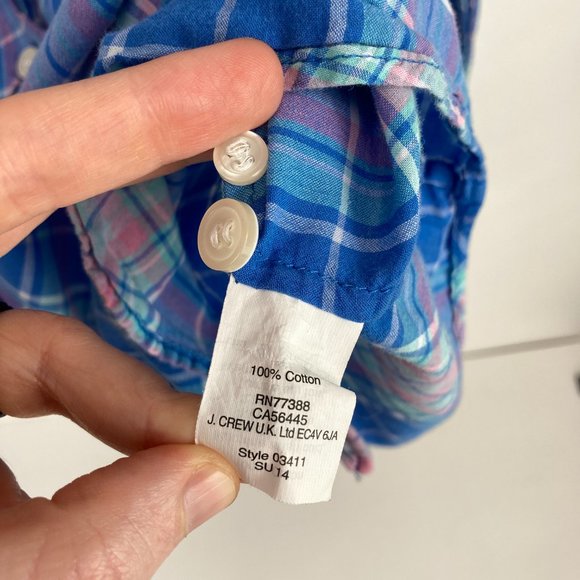 100% Cotton
RN77388
CA56445
J. CREW U.K. Ltd EC4V 6JA
Style 03411
SU 14